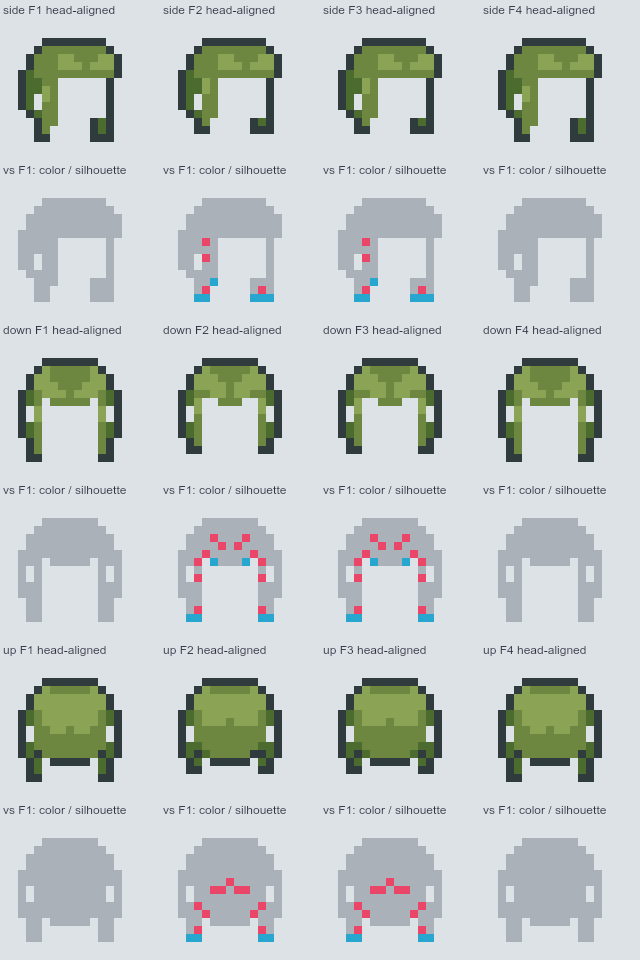 side F1 head-aligned side F2 head-aligned side F3 head-aligned side F4 head-aligned
vs F1: color / silhouette vs F1: color / silhouette vs F1: color / silhouette vs F1: color / silhouette
down F1 head-aligned down F2 head-aligned down F3 head-aligned down F4 head-aligned
vs F1: color / silhouette vs F1: color / silhouette vs F1: color / silhouette vs F1: color / silhouette
up F1 head-aligned up F2 head-aligned up F3 head-aligned up F4 head-aligned
vs F1: color / silhouette vs F1: color / silhouette vs F1: color / silhouette vs F1: color / silhouette